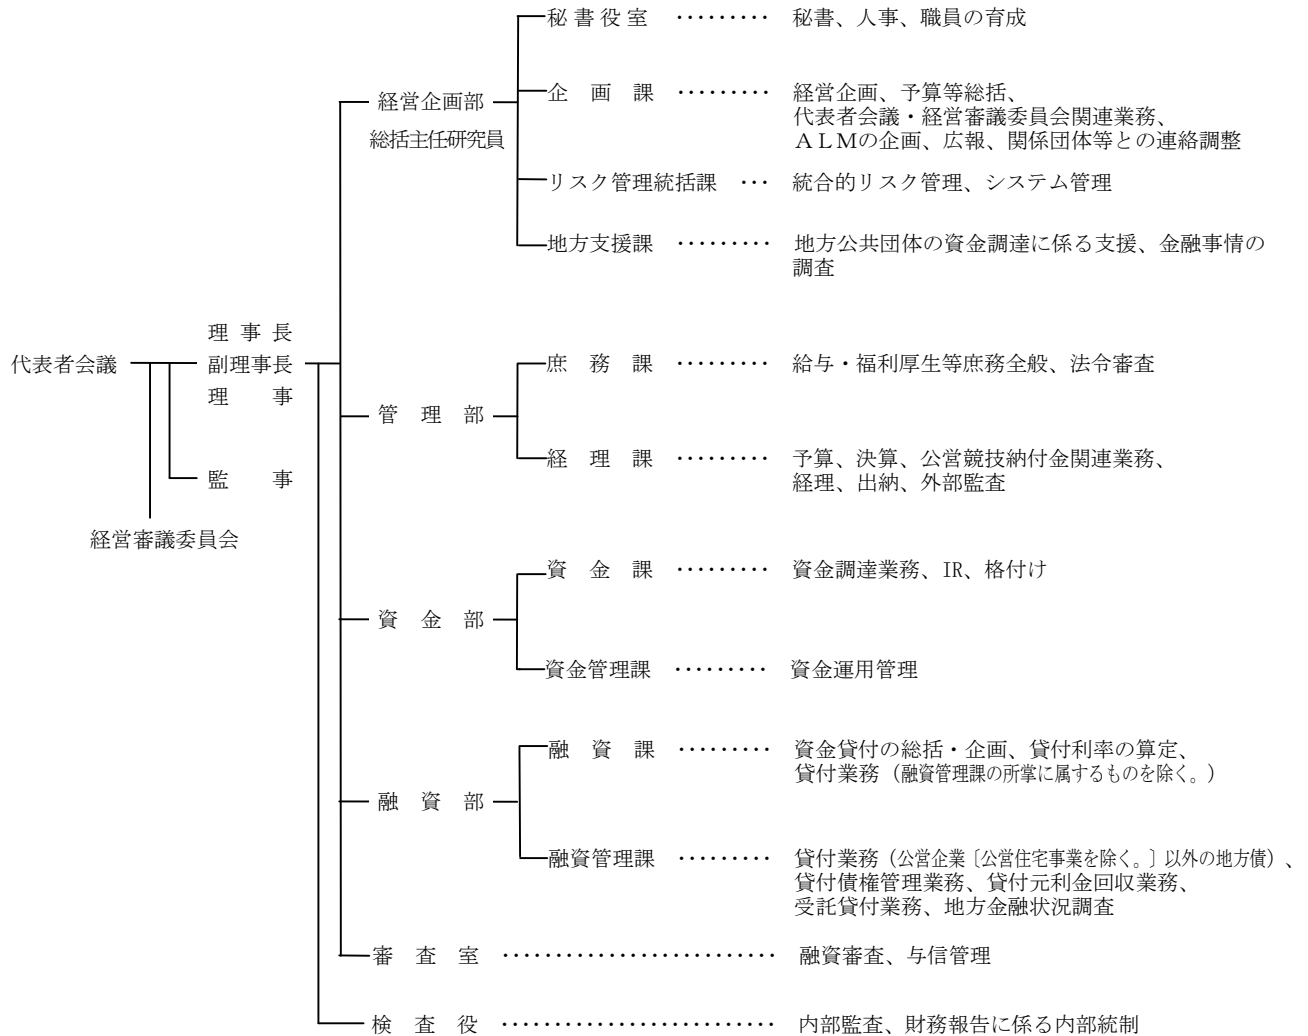 秘書役室 ········· 秘書、人事、職員の育成
企画課 ········· 経営企画、予算等総括、
代表者会議・経営審議委員会関連業務、
ＡＬＭの企画、広報、関係団体等との連絡調整
経営企画部
総括主任研究員
リスク管理統括課 ··· 統合的リスク管理、システム管理
地方支援課 ········· 地方公共団体の資金調達に係る支援、金融事情の
調査
代表者会議
理事長
副理事長
理事
監事
経営審議委員会
管理部
庶務課 ········· 給与・福利厚生等庶務全般、法令審査
経理課 ········· 予算、決算、公営競技納付金関連業務、
経理、出納、外部監査
資金部
資金課 ········· 資金調達業務、IR、格付け
資金管理課 ········· 資金運用管理
融資部
融資課 ········· 資金貸付の総括・企画、貸付利率の算定、
貸付業務（融資管理課の所掌に属するものを除く。）
融資管理課 ········· 貸付業務（公営企業〔公営住宅事業を除く。〕以外の地方債）、
貸付債権管理業務、貸付元利金回収業務、
受託貸付業務、地方金融状況調査
審査室 ·························· 融資審査、与信管理
検査役 ·························· 内部監査、財務報告に係る内部統制